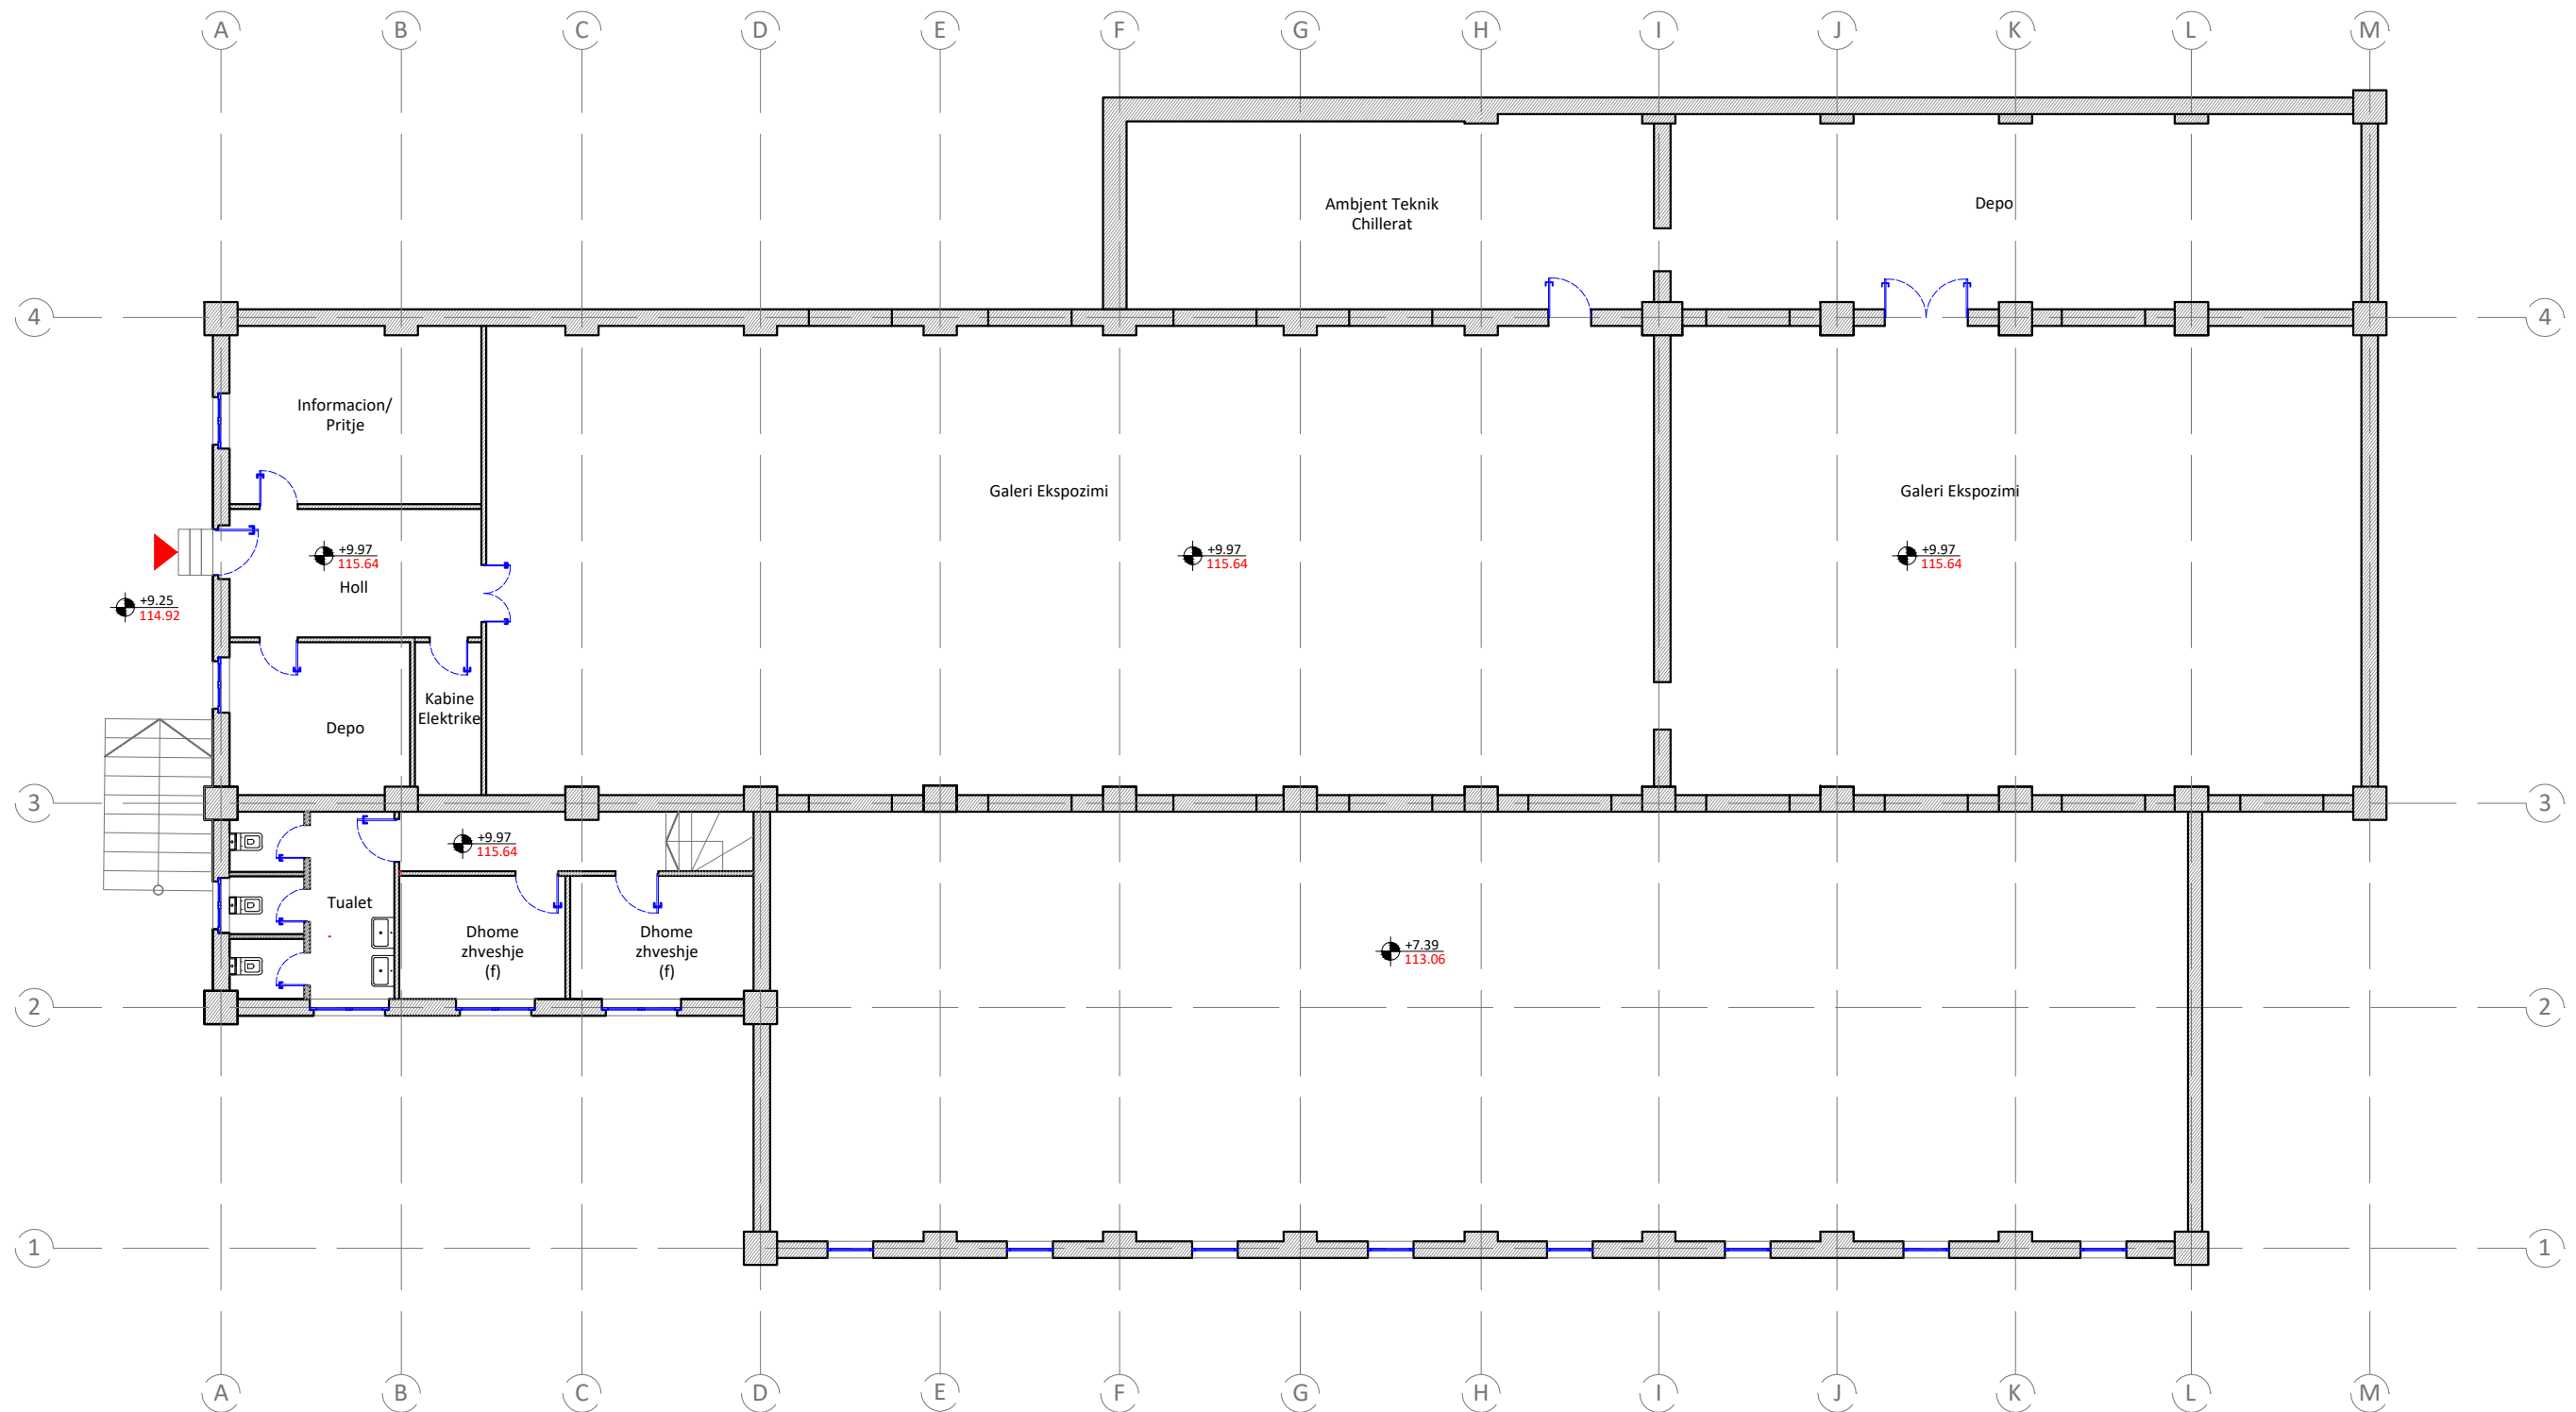 A B C D E F G H I J K L M
Ambjent Teknik
Chillerat
Depo
4 4
Informacion/
Pritje
Galeri Ekspozimi
Galeri Ekspozimi
+9.97
115.64
Holl
+9.97
115.64
+9.97
115.64
+9.25
114.92
Kabine
Elektrike
Depo
3 3
+9.97
115.64
Tualet
Dhome
zhveshje
(f)
Dhome
zhveshje
(f)
+7.39
113.06
2 2
1 1
A B C D E F G H I J K L M